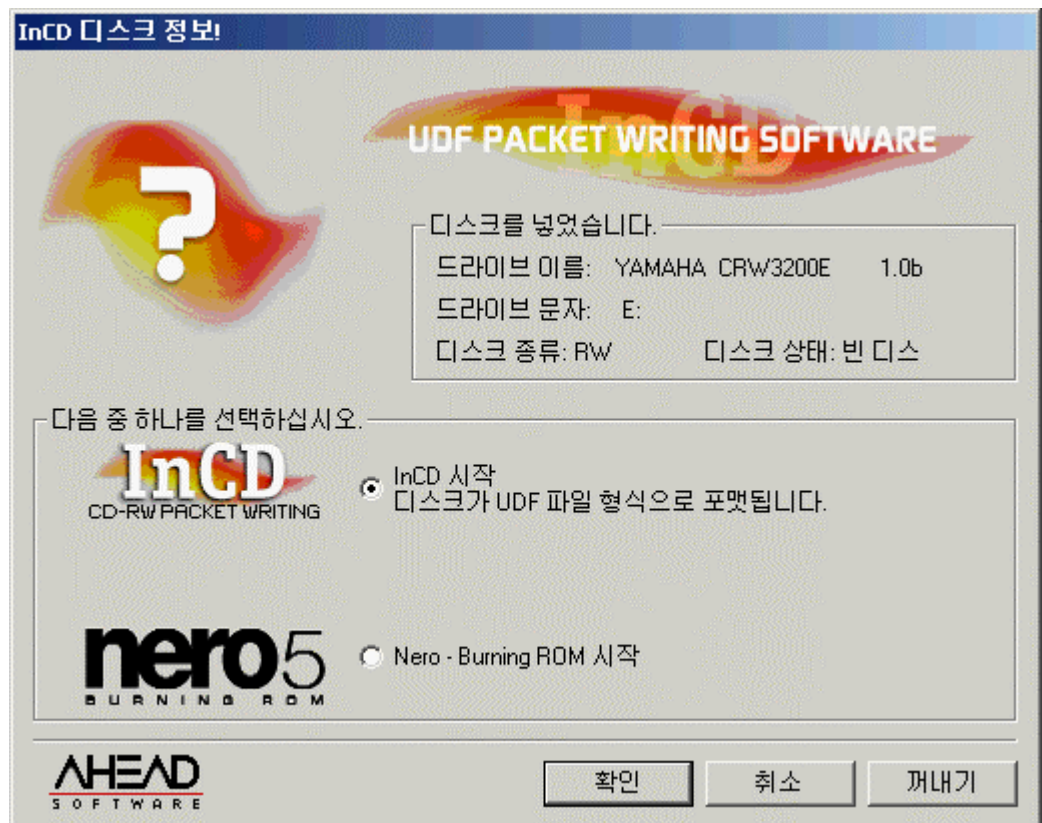 InCD 디스크 정보!
InCD
UDF PACKET WRITING SOFTWARE
?
디스크를 넣었습니다.
드라이브 이름: YAMAHA CRW3200E 1.0b
드라이브 문자: E:
디스크 종류: RW 디스크 상태: 빈 디스
다음 중 하나를 선택하십시오.
InCD
CD-RW PACKET WRITING
InCD 시작
디스크가 UDF 파일 형식으로 포맷됩니다.
nero 5
BURNING ROM
Nero - Burning ROM 시작
AHEAD
SOFTWARE
확인 취소 꺼내기